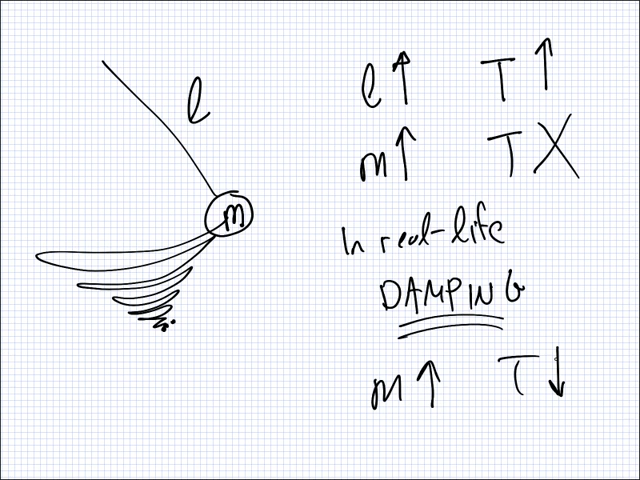 l
m
l ↑ T ↑
m ↑ T X
In real-life
DAMPING
m ↑ T ↓